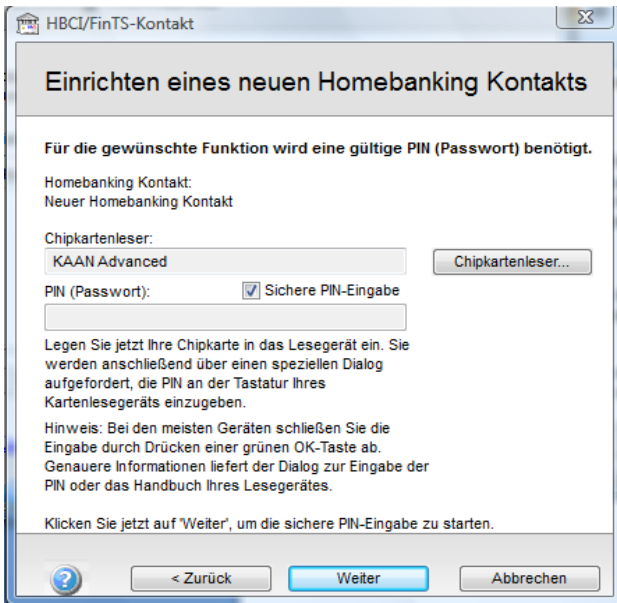 HBCI/FinTS-Kontakt
Einrichten eines neuen Homebanking Kontakts
Für die gewünschte Funktion wird eine gültige PIN (Passwort) benötigt.
Homebanking Kontakt:
Neuer Homebanking Kontakt
Chipkartenleser:
KAAN Advanced
Chipkartenleser...
PIN (Passwort):
Sichere PIN-Eingabe
Legen Sie jetzt Ihre Chipkarte in das Lesegerät ein. Sie
werden anschließend über einen speziellen Dialog
aufgefordert, die PIN an der Tastatur Ihres
Kartenlesegeräts einzugeben.
Hinweis: Bei den meisten Geräten schließen Sie die
Eingabe durch Drücken einer grünen OK-Taste ab.
Genauere Informationen liefert der Dialog zur Eingabe der
PIN oder das Handbuch Ihres Lesegerätes.
Klicken Sie jetzt auf 'Weiter', um die sichere PIN-Eingabe zu starten.
< Zurück
Weiter
Abbrechen